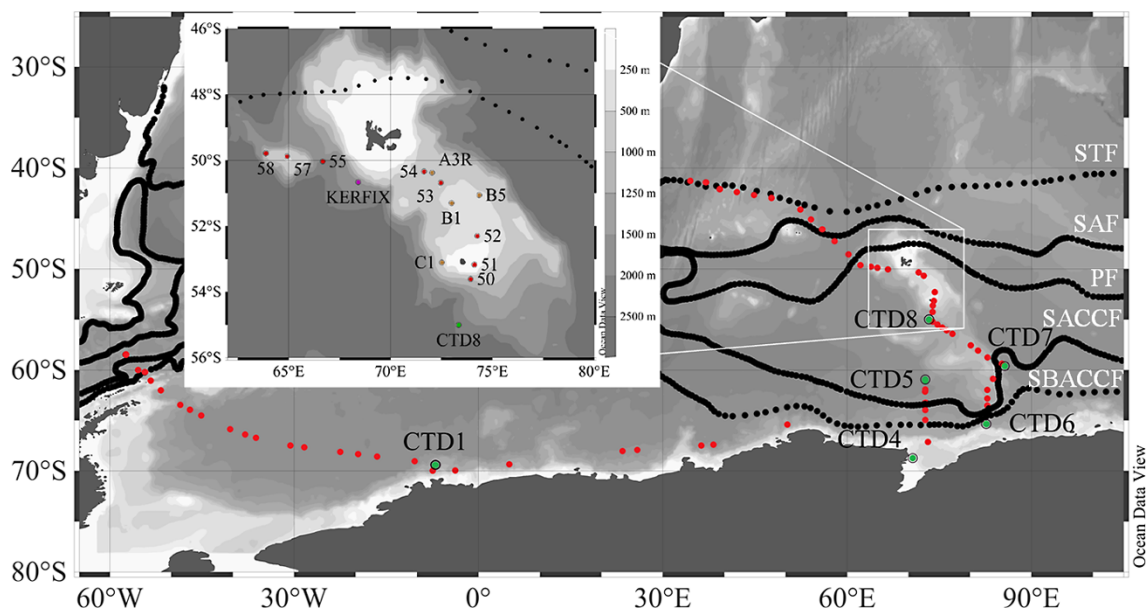 30°S
40°S
50°S
60°S
70°S
80°S
60°W
30°W
0°E
30°E
60°E
90°E
46°S
48°S
50°S
52°S
54°S
56°S
65°E
70°E
75°E
80°E
250 m
500 m
1000 m
1250 m
1500 m
2000 m
2500 m
Ocean Data View
58
57
55
KERFIX
54
A3R
53
B5
B1
52
C1
51
50
CTD8
STF
SAF
PF
SACCF
SBACCF
CTD8
CTD7
CTD5
CTD6
CTD4
CTD1
Ocean Data View